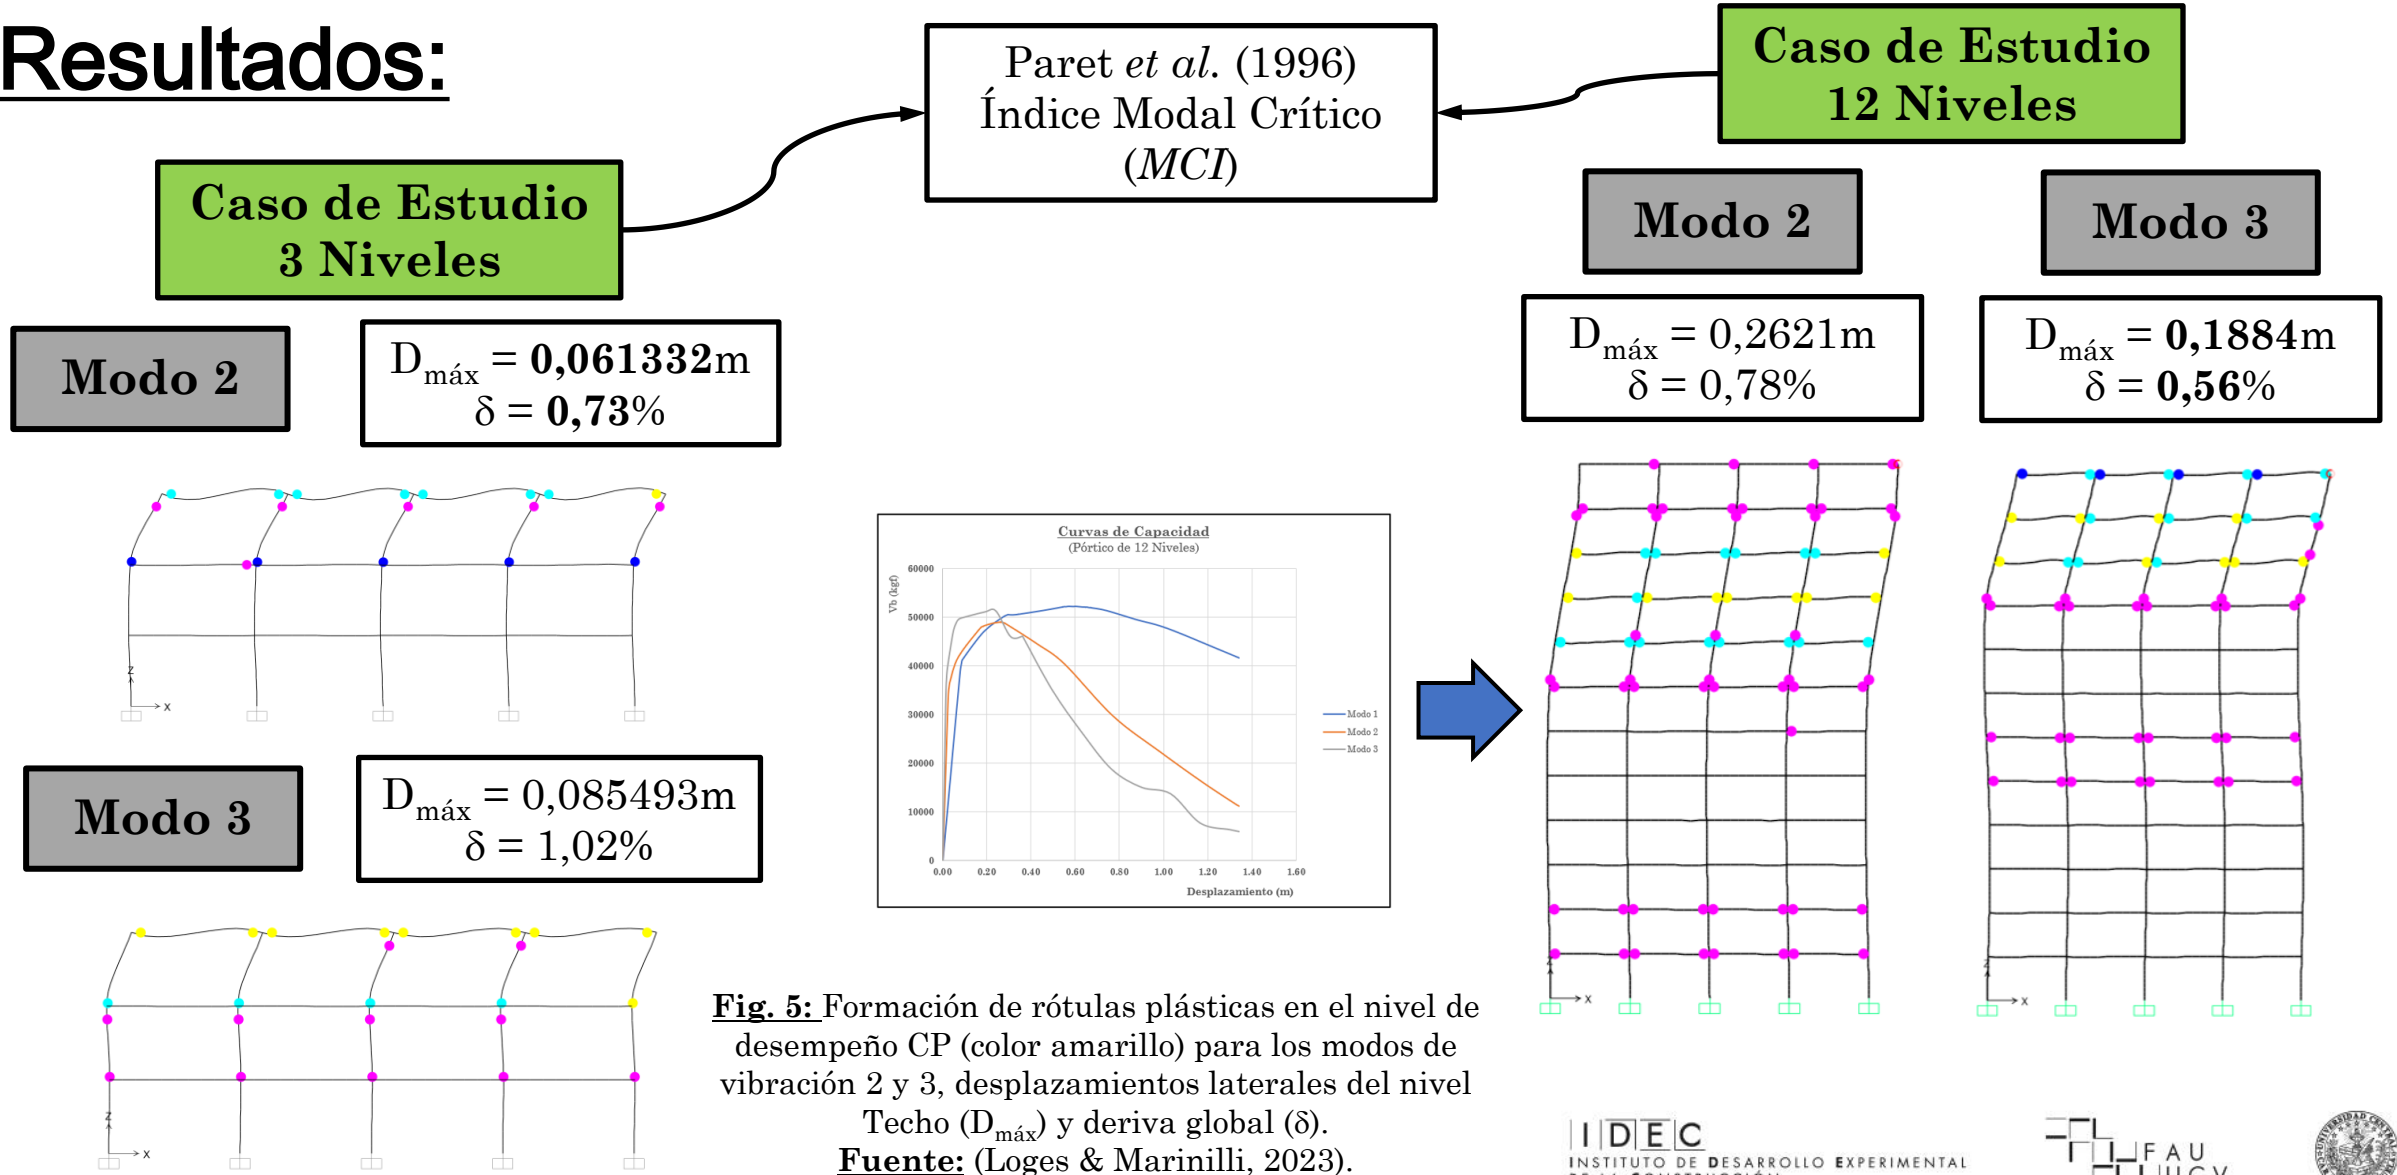 Resultados:
Paret et al. (1996)
Índice Modal Crítico
(MCI)
Caso de Estudio
12 Niveles
Caso de Estudio
3 Niveles
Modo 2
Modo 3
Dmáx = 0,2621m
δ = 0,78%
Dmáx = 0,1884m
δ = 0,56%
Modo 2
Dmáx = 0,061332m
δ = 0,73%
Z
X
Modo 3
Dmáx = 0,085493m
δ = 1,02%
Z
X
Curvas de Capacidad
(Pórtico de 12 Niveles)
Vb (kgf)
60000
50000
40000
30000
20000
10000
0
0.00 0.20 0.40 0.60 0.80 1.00 1.20 1.40 1.60
Desplazamiento (m)
Modo 1
Modo 2
Modo 3
X
Z
X
Fig. 5: Formación de rótulas plásticas en el nivel de
desempeño CP (color amarillo) para los modos de
vibración 2 y 3, desplazamientos laterales del nivel
Techo (Dmáx) y deriva global (δ).
Fuente: (Loges & Marinilli, 2023).
IDEC
INSTITUTO DE DESARROLLO EXPERIMENTAL
FAU